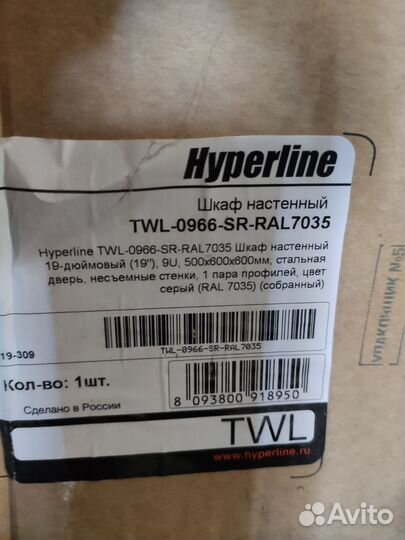 Hyperline
Шкаф настенный
TWL-0966-SR-RAL7035
Hyperline TWL-0966-SR-RAL7035 Шкаф настенный
19-дюймовый (19"), 9U, 500x600x600мм, стальная
дверь, несъемные стенки, 1 пара профилей, цвет
серый (RAL 7035) (собранный)
19-309
TWL-0966-SR-RAL7035
Кол-во: 1шт.
8 093800 918950
Сделано в России
TWL
www.hyperline.ru
УПАКОВЩИК №5
Avito